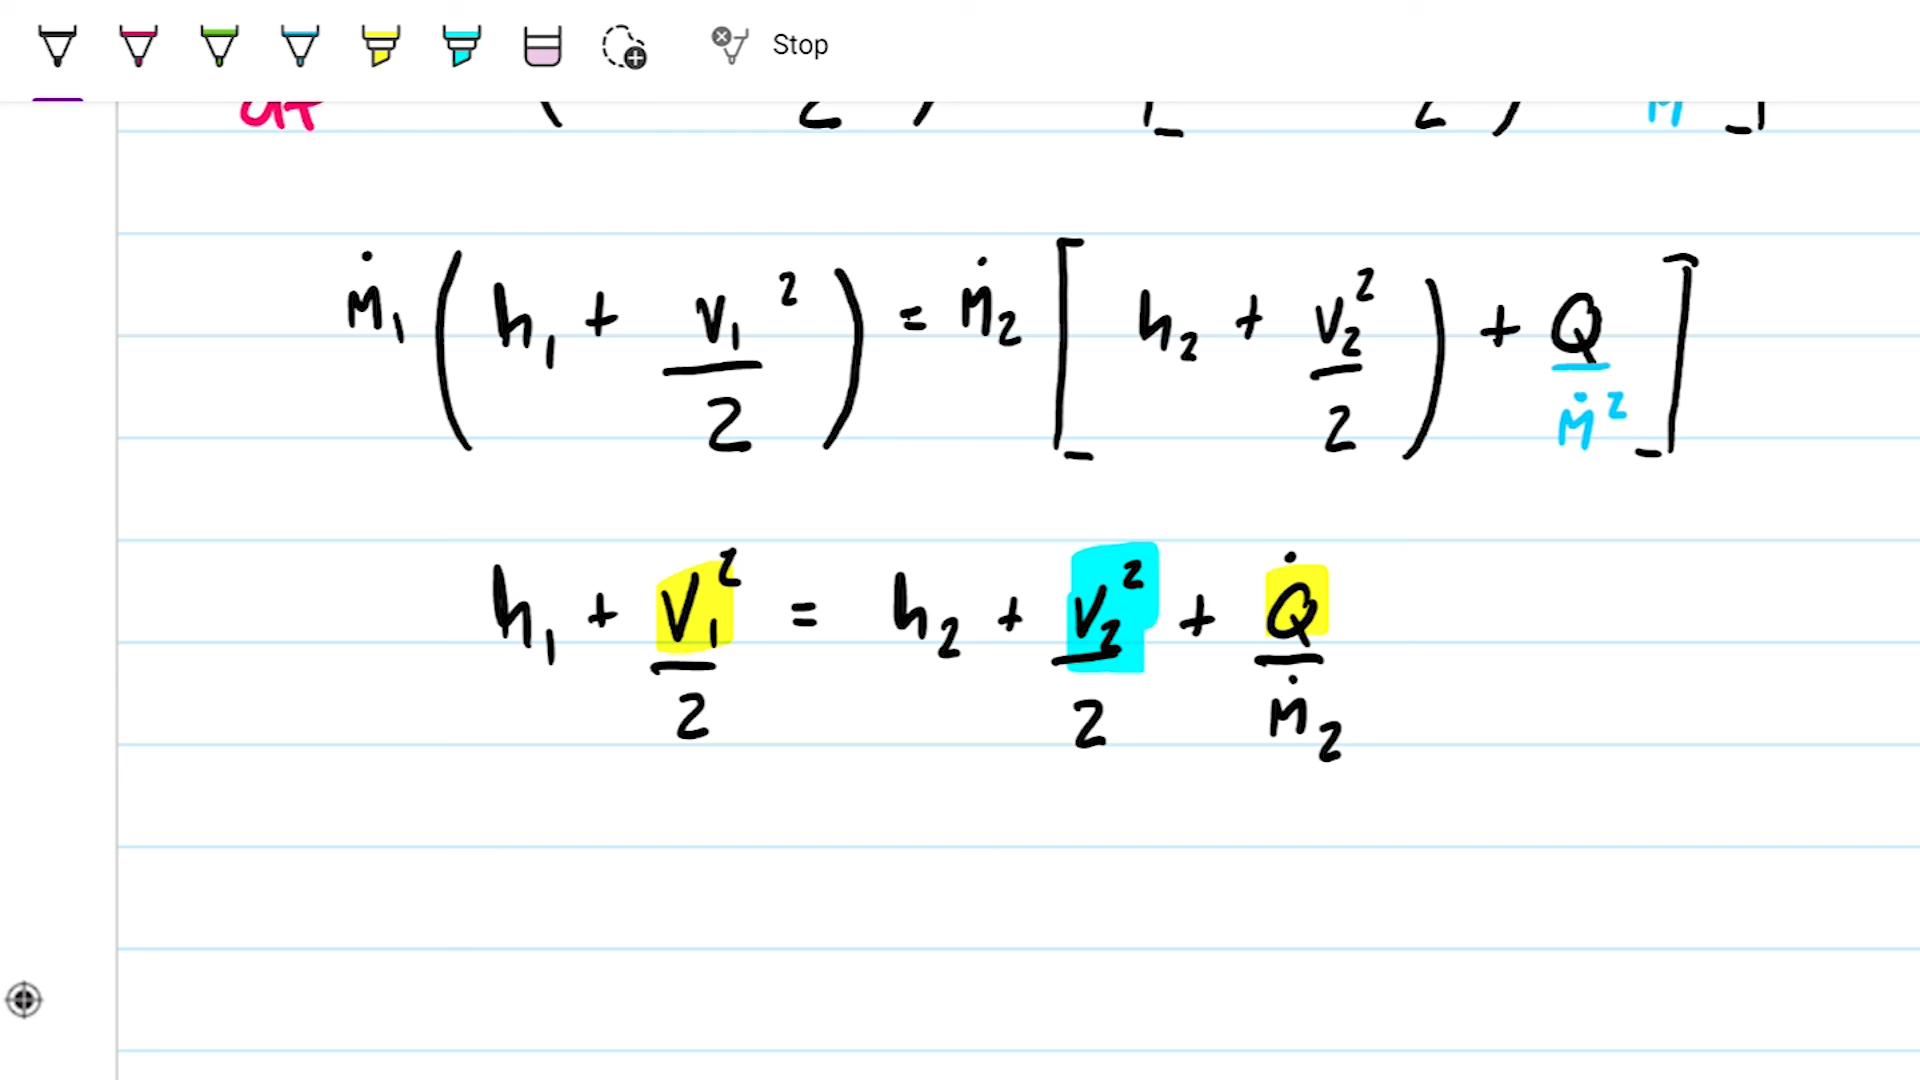 Stop
ṁ₁ ( h₁ + v₁²/2 ) = ṁ₂ [ h₂ + v₂²/2 ) + Q/ṁ² ]
h₁ + V₁²/2 = h₂ + v₂²/2 + Q̇/ṁ₂